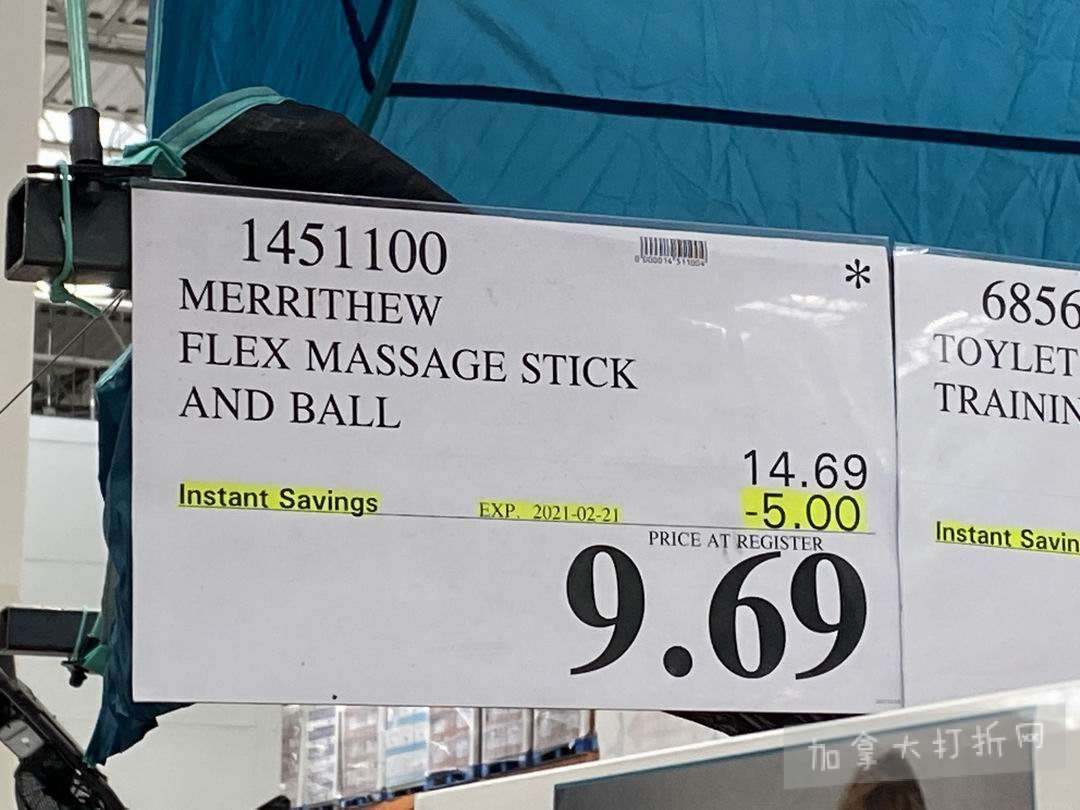 1451100
MERRITHEW
FLEX MASSAGE STICK
AND BALL
*
14.69
Instant Savings EXP. 2021-02-21 -5.00
PRICE AT REGISTER
9.69
6856
TOYLET
TRAININ
Instant Savin
加拿大打折网